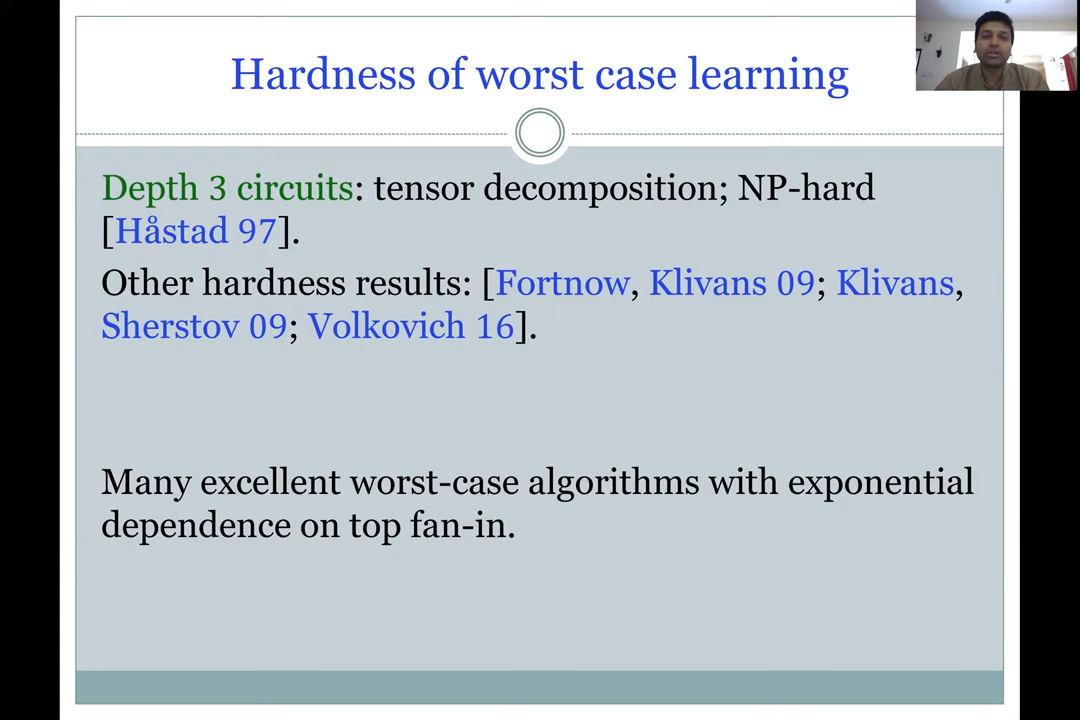 Hardness of worst case learning
Depth 3 circuits: tensor decomposition; NP-hard
[Håstad 97].
Other hardness results: [Fortnow, Klivans 09; Klivans,
Sherstov 09; Volkovich 16].
Many excellent worst-case algorithms with exponential
dependence on top fan-in.